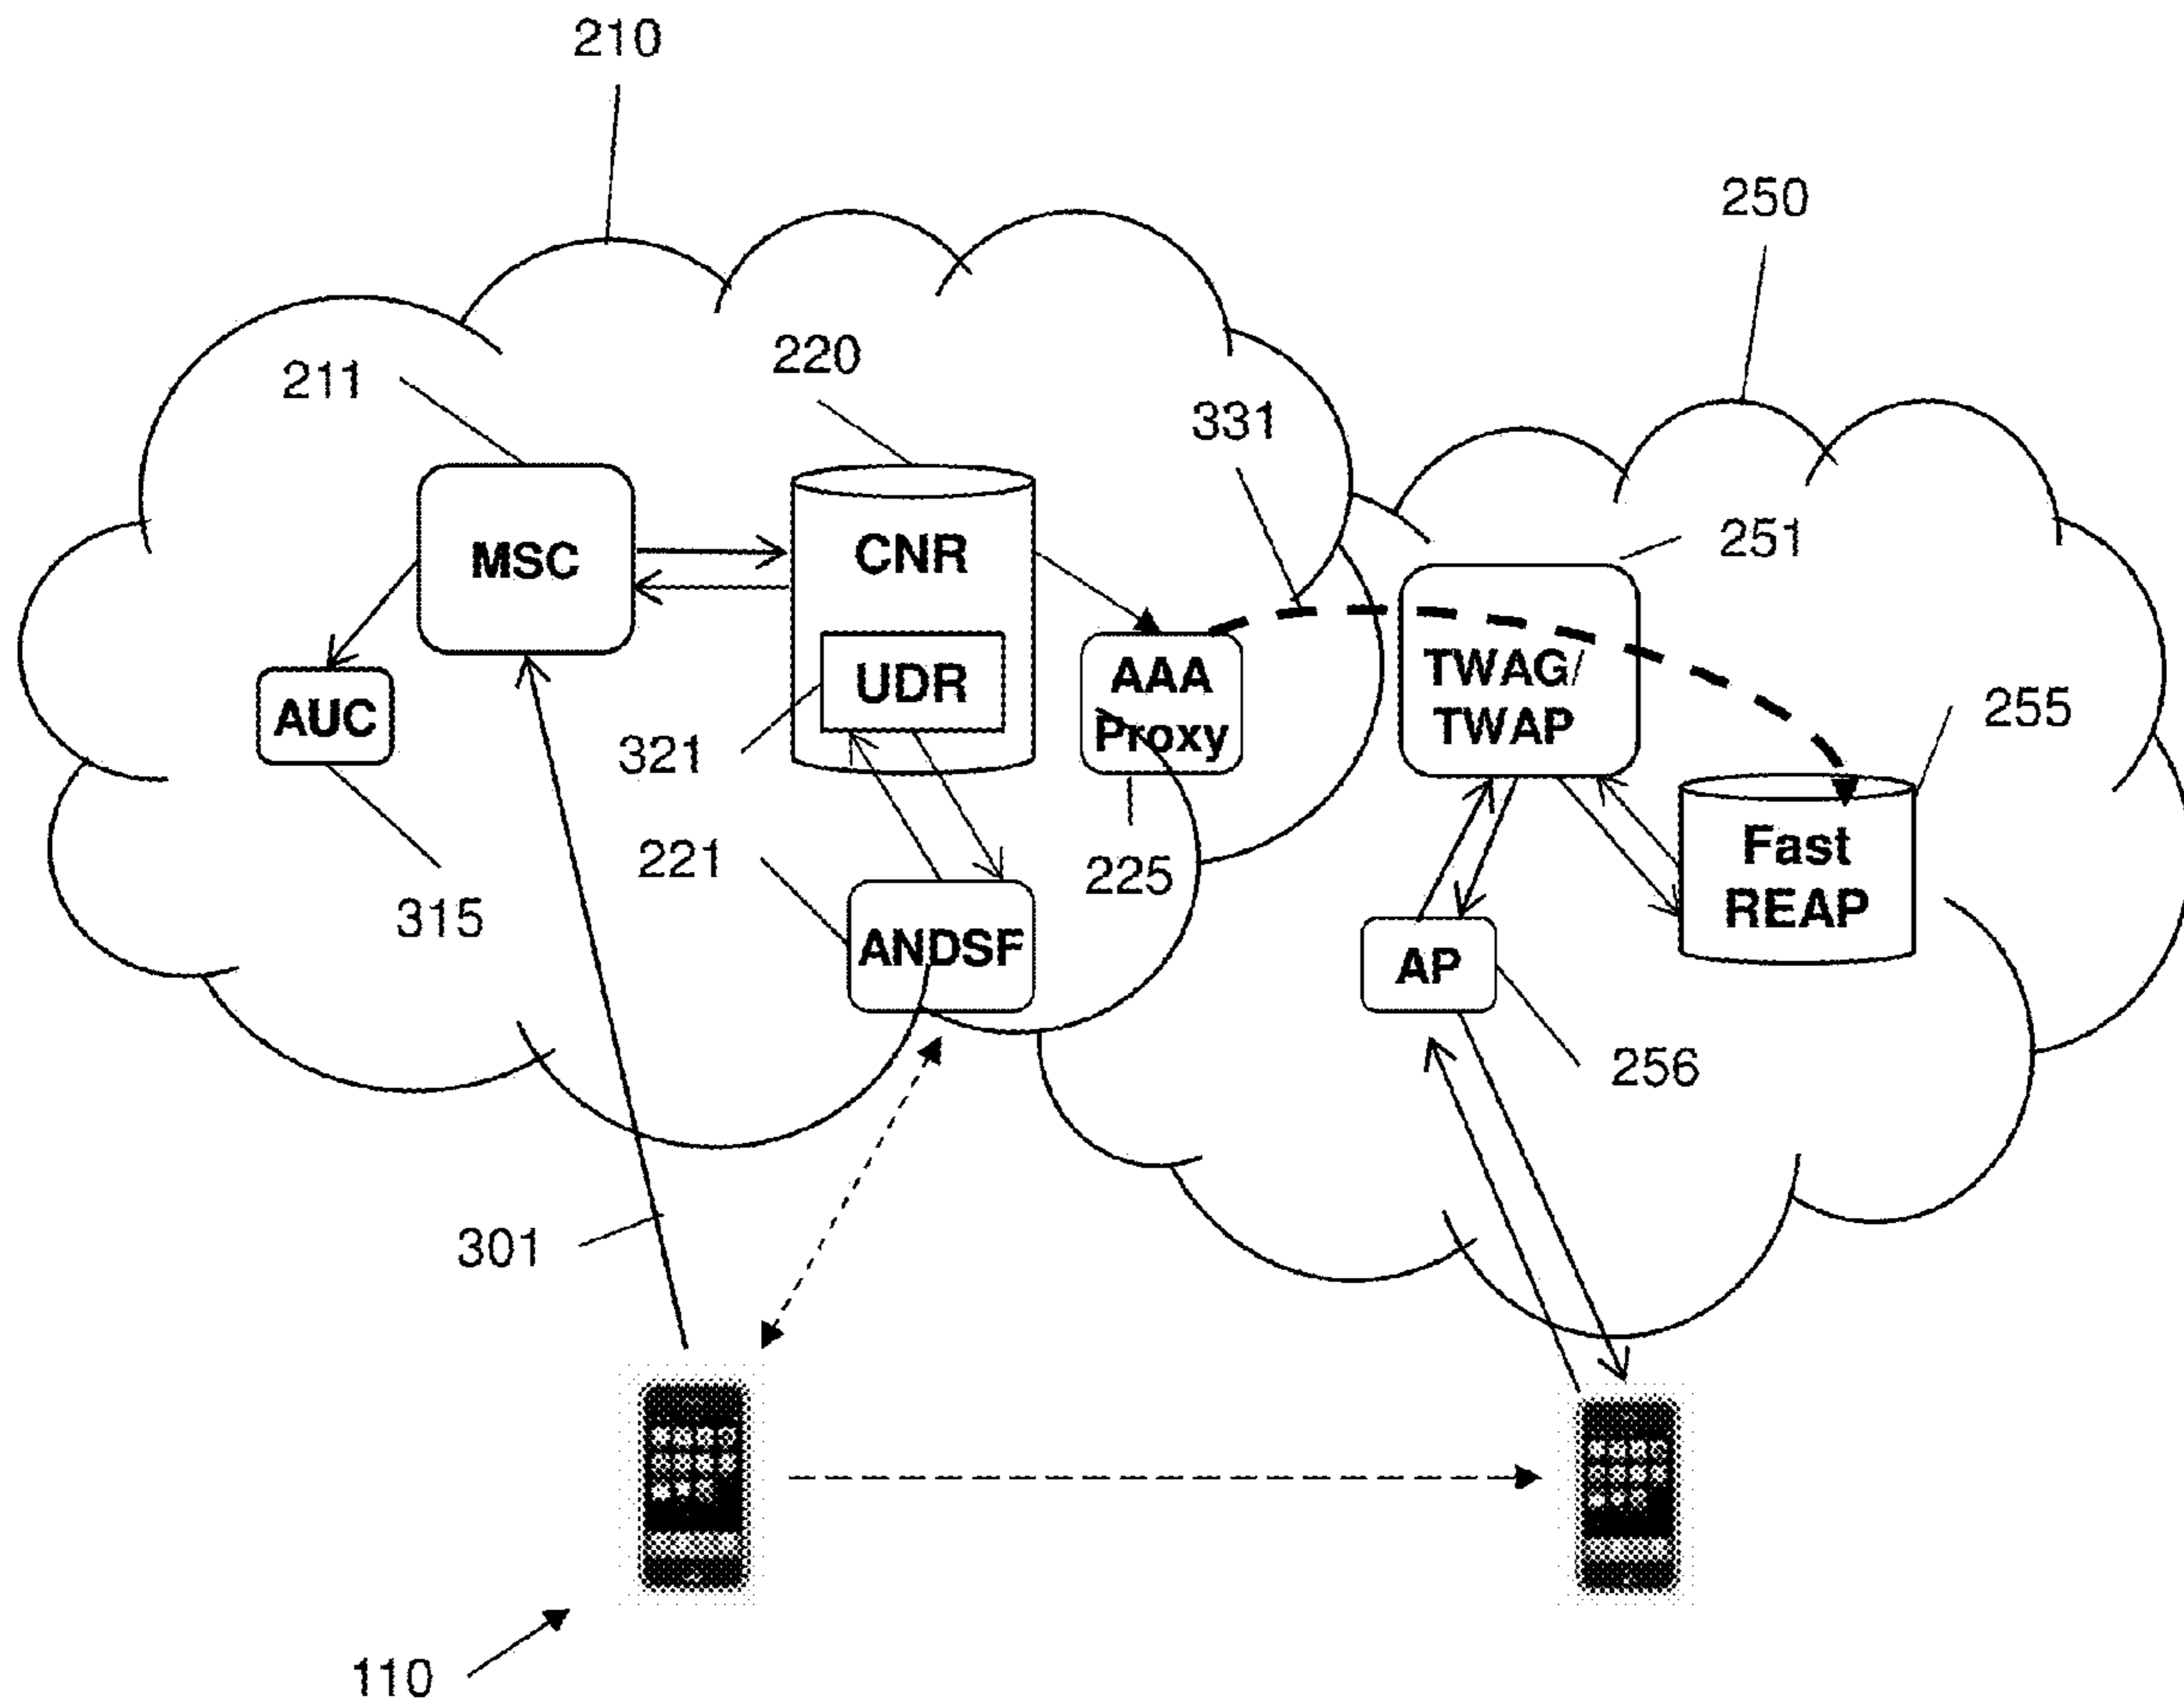 210
250
220
211
331
251
MSC
CNR
TWAG/
TWAP
UDR
AAA
Proxy
AUC
255
321
Fast
REAP
221
225
315
ANDSF
AP
256
301
110